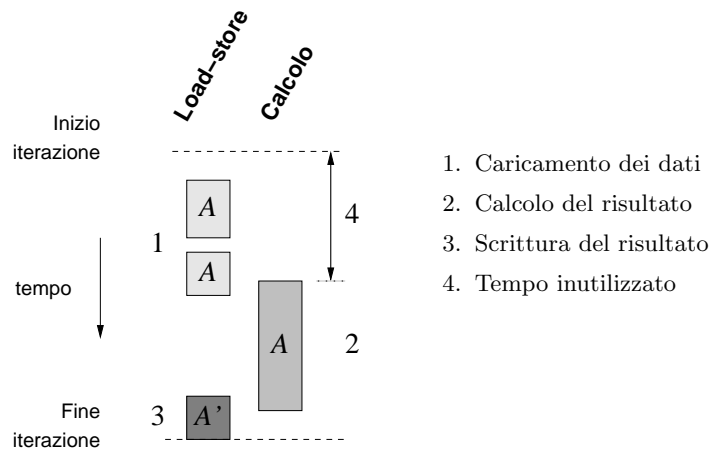 Load-store
Calcolo
Inizio
iterazione
A
4
1
A
tempo
A
2
Fine
iterazione
3
A'
1. Caricamento dei dati
2. Calcolo del risultato
3. Scrittura del risultato
4. Tempo inutilizzato